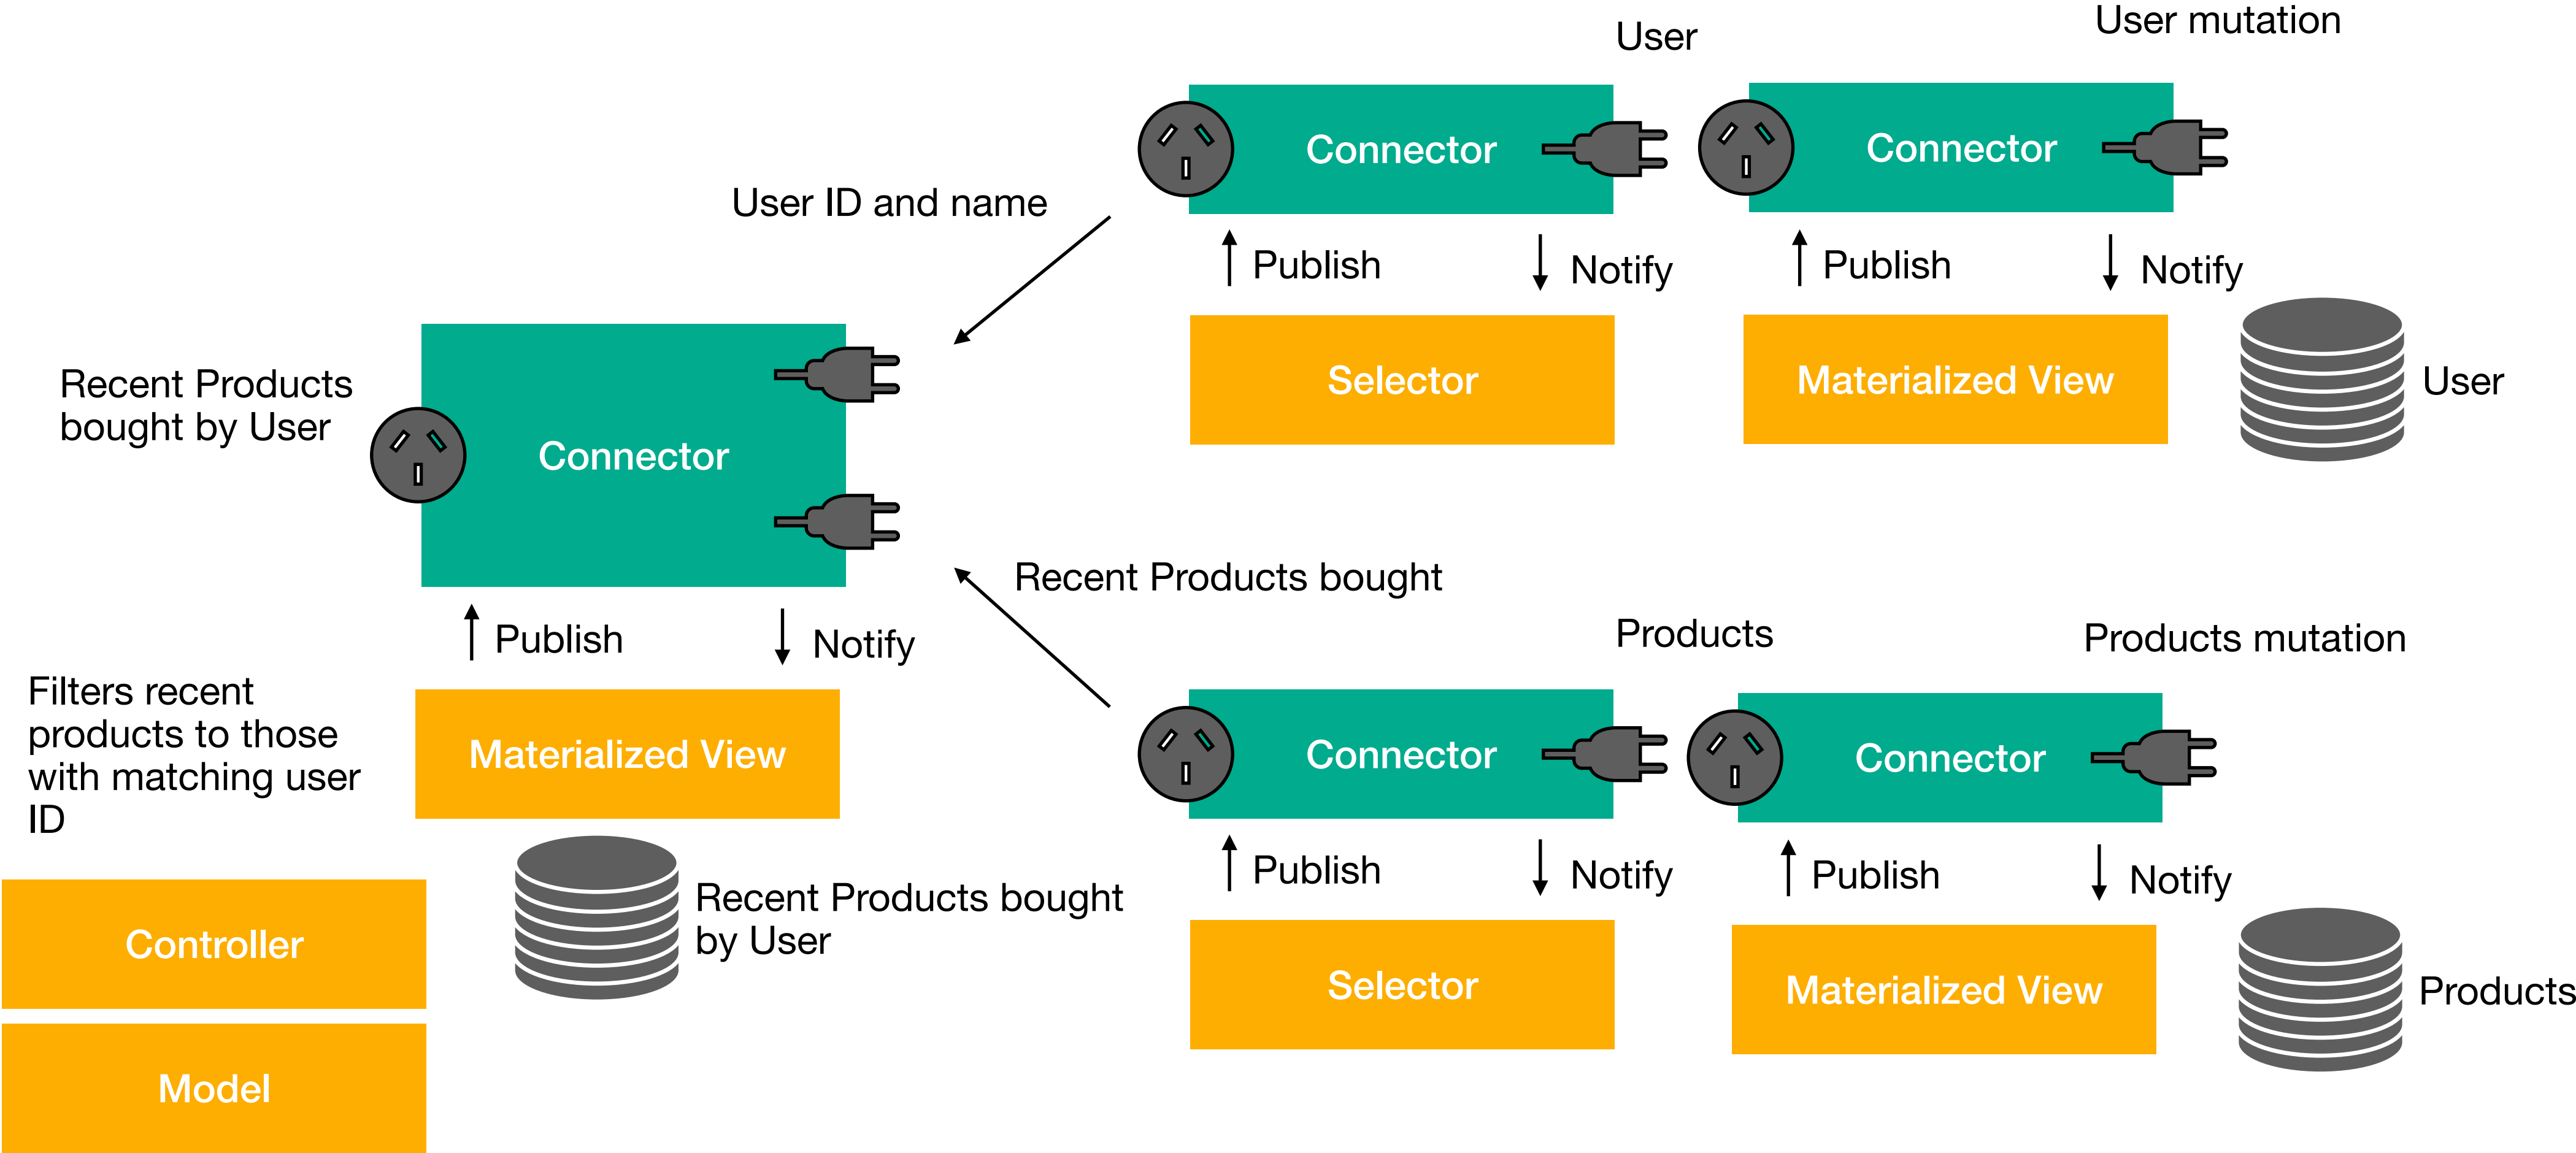 User mutation
User
Connector
Connector
User ID and name
Publish
Notify
Publish
Notify
Selector
Materialized View
User
Recent Products
bought by User
Connector
Recent Products bought
Publish
Notify
Products
Products mutation
Filters recent
products to those
with matching user
ID
Materialized View
Connector
Connector
Publish
Notify
Publish
Notify
Recent Products bought
by User
Controller
Selector
Materialized View
Products
Model